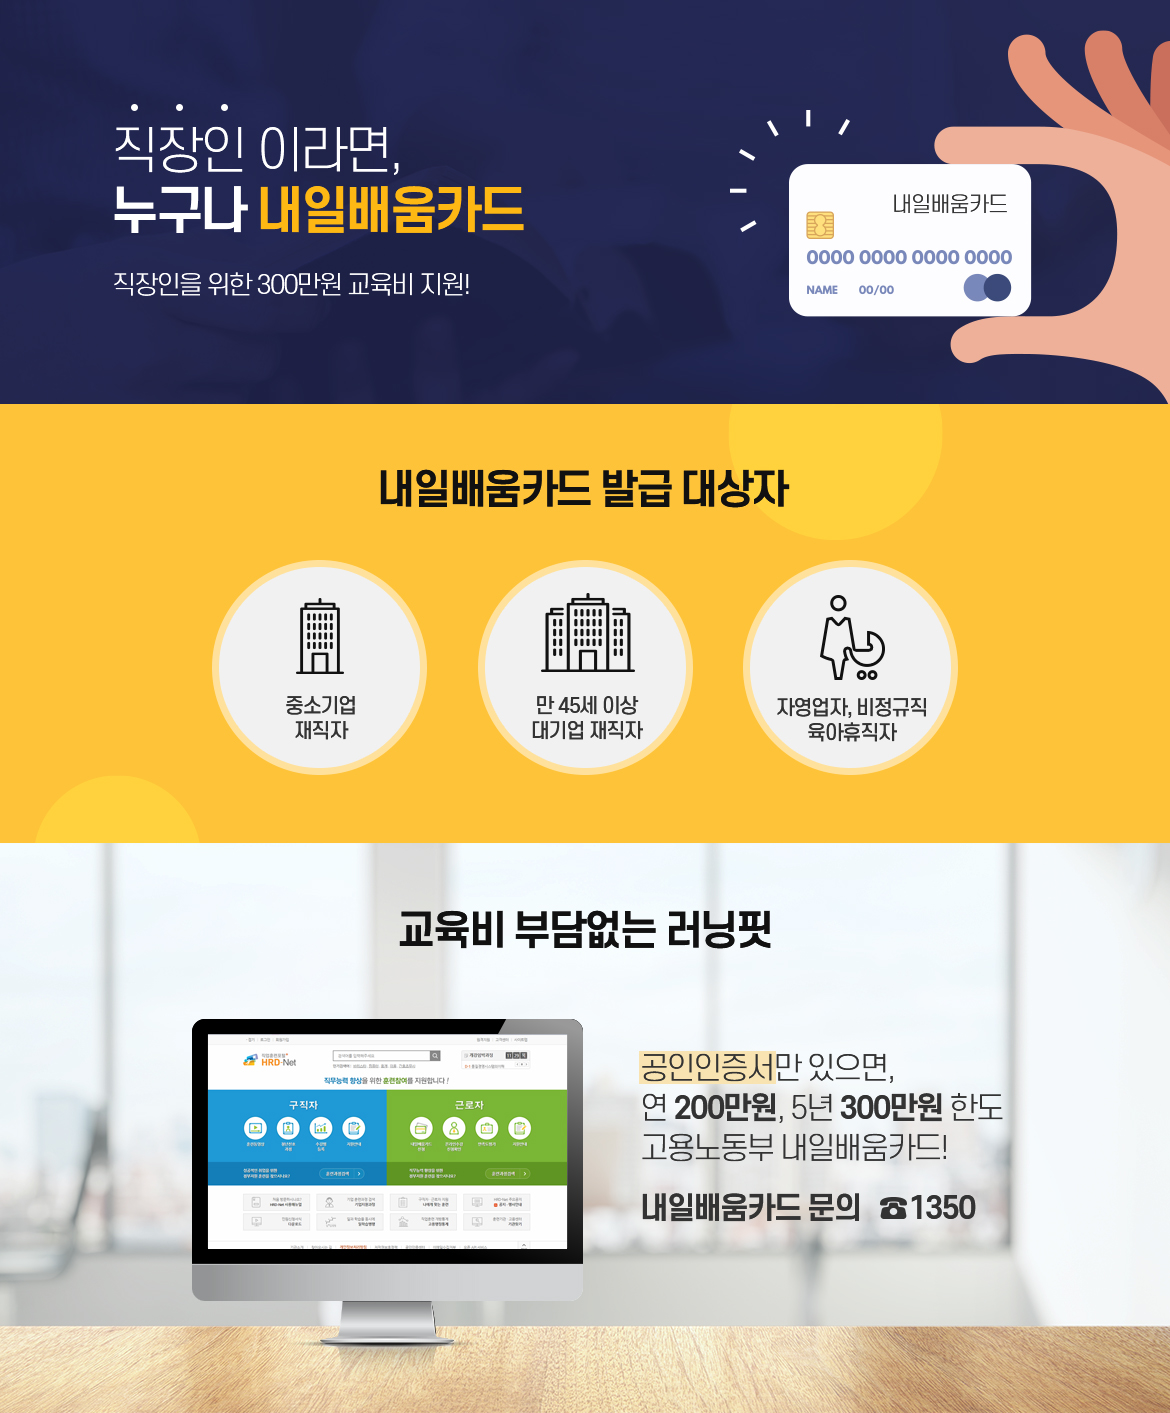 직장인 이라면,
누구나 내일배움카드
직장인을 위한 300만원 교육비 지원!
내일배움카드
0000 0000 0000 0000
NAME 00/00
내일배움카드 발급 대상자
중소기업
재직자
만 45세 이상
대기업 재직자
자영업자, 비정규직
육아휴직자
교육비 부담없는 러닝핏
HRD-Net
직무능력 향상을 위한 훈련참여를 지원합니다!
구직자
근로자
공인인증서만 있으면,
연 200만원, 5년 300만원 한도
고용노동부 내일배움카드!
내일배움카드 문의 ☎1350